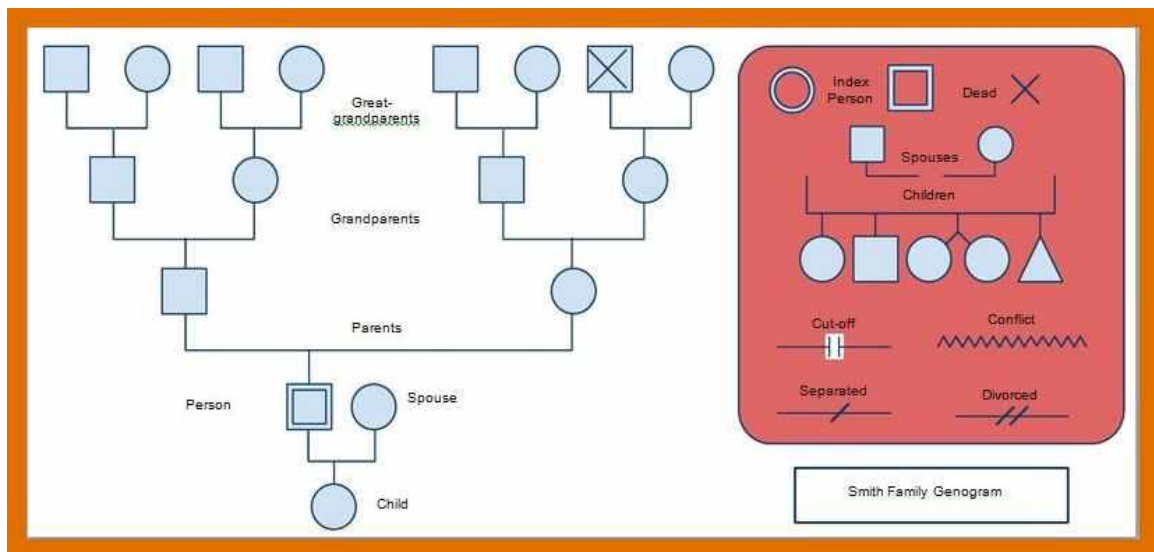 Great-
grandparents
Grandparents
Parents
Person
Spouse
Child
Index
Person
Dead
Spouses
Children
Cut-off
Conflict
Separated
Divorced
Smith Family Genogram